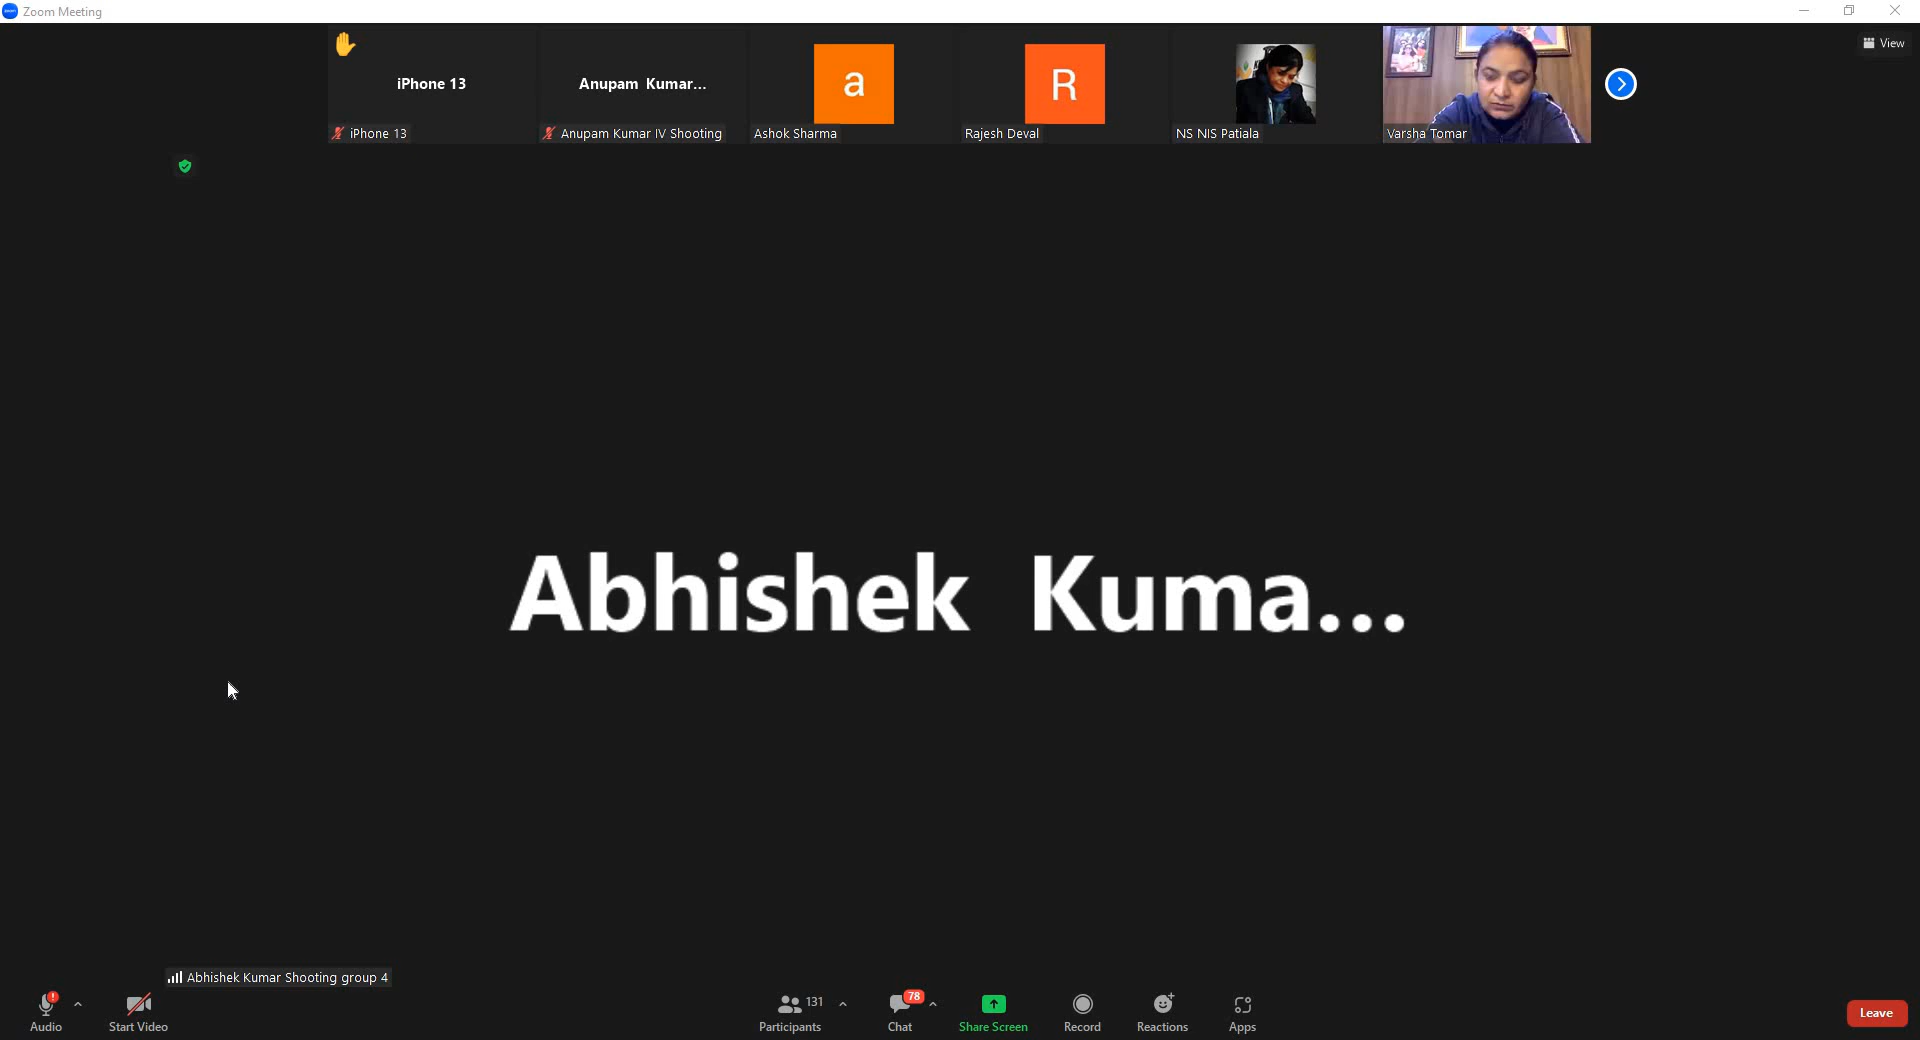 Zoom Meeting
View
iPhone 13
Anupam Kumar...
a
R
iPhone 13
Anupam Kumar IV Shooting
Ashok Sharma
Rajesh Deval
NS NIS Patiala
Varsha Tomar
Abhishek Kuma...
Abhishek Kumar Shooting group 4
131
78
Audio
Start Video
Participants
Chat
Share Screen
Record
Reactions
Apps
Leave